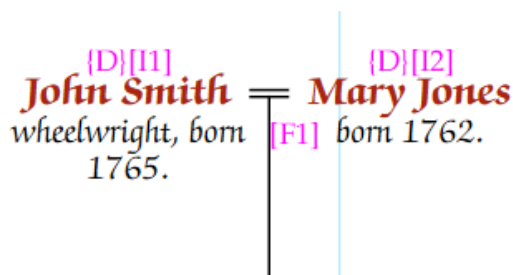 {D}[I1] {D}[I2]
John Smith = Mary Jones
wheelwright, born [F1] born 1762.
1765.